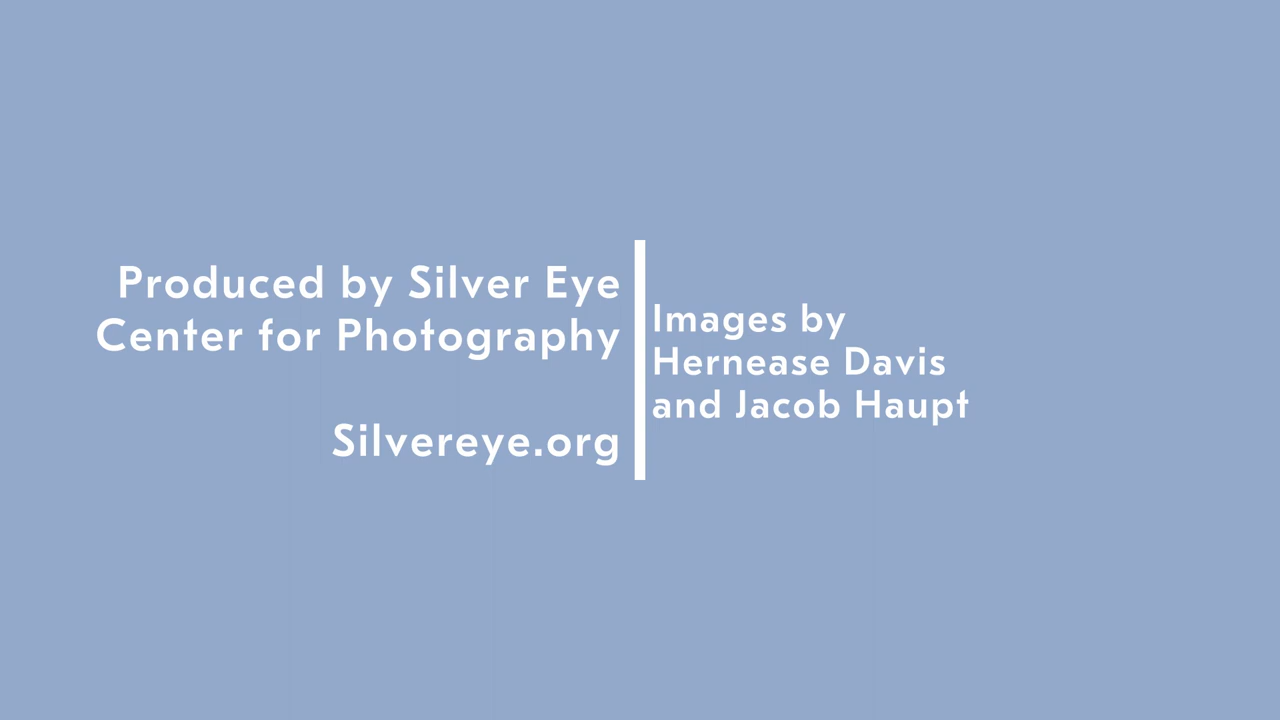 Produced by Silver Eye
Center for Photography
Silvereye.org
Images by
Hernease Davis
and Jacob Haupt